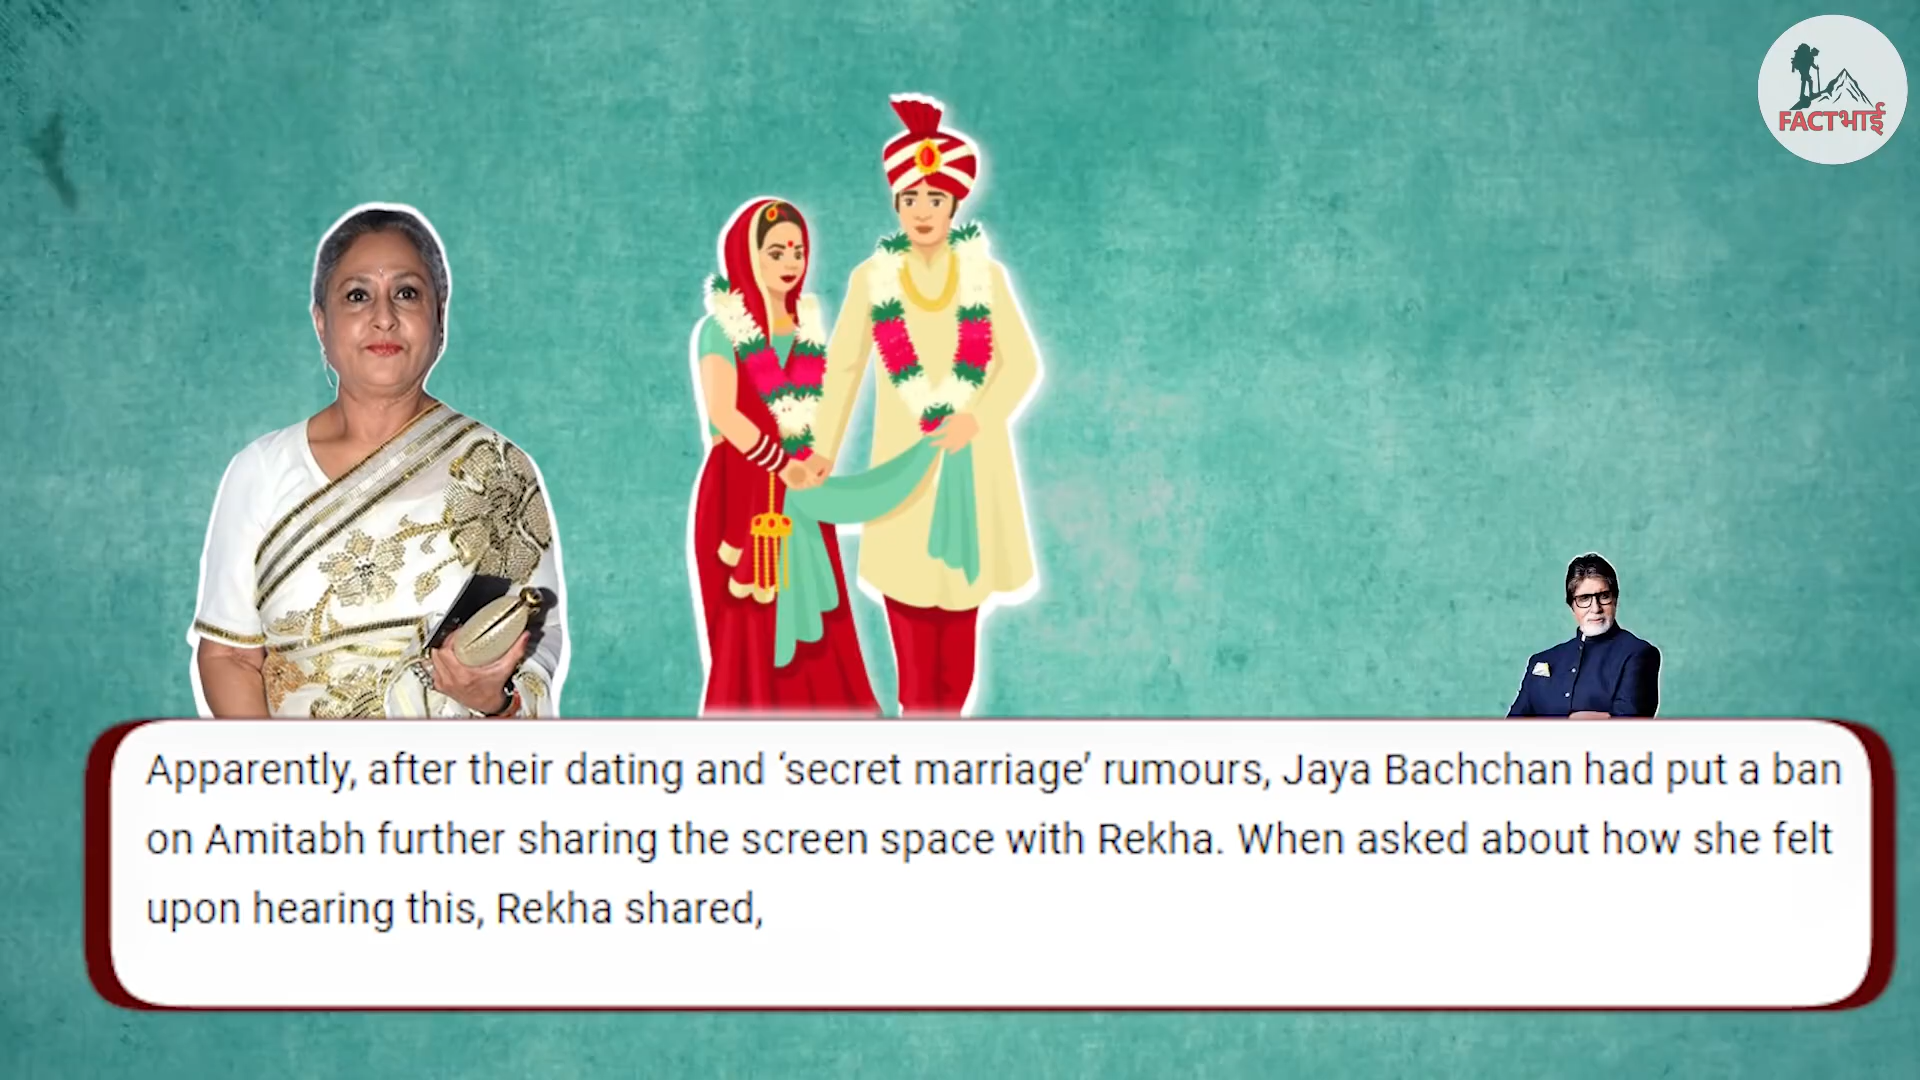 FACTभाई
Apparently, after their dating and ‘secret marriage’ rumours, Jaya Bachchan had put a ban
on Amitabh further sharing the screen space with Rekha. When asked about how she felt
upon hearing this, Rekha shared,